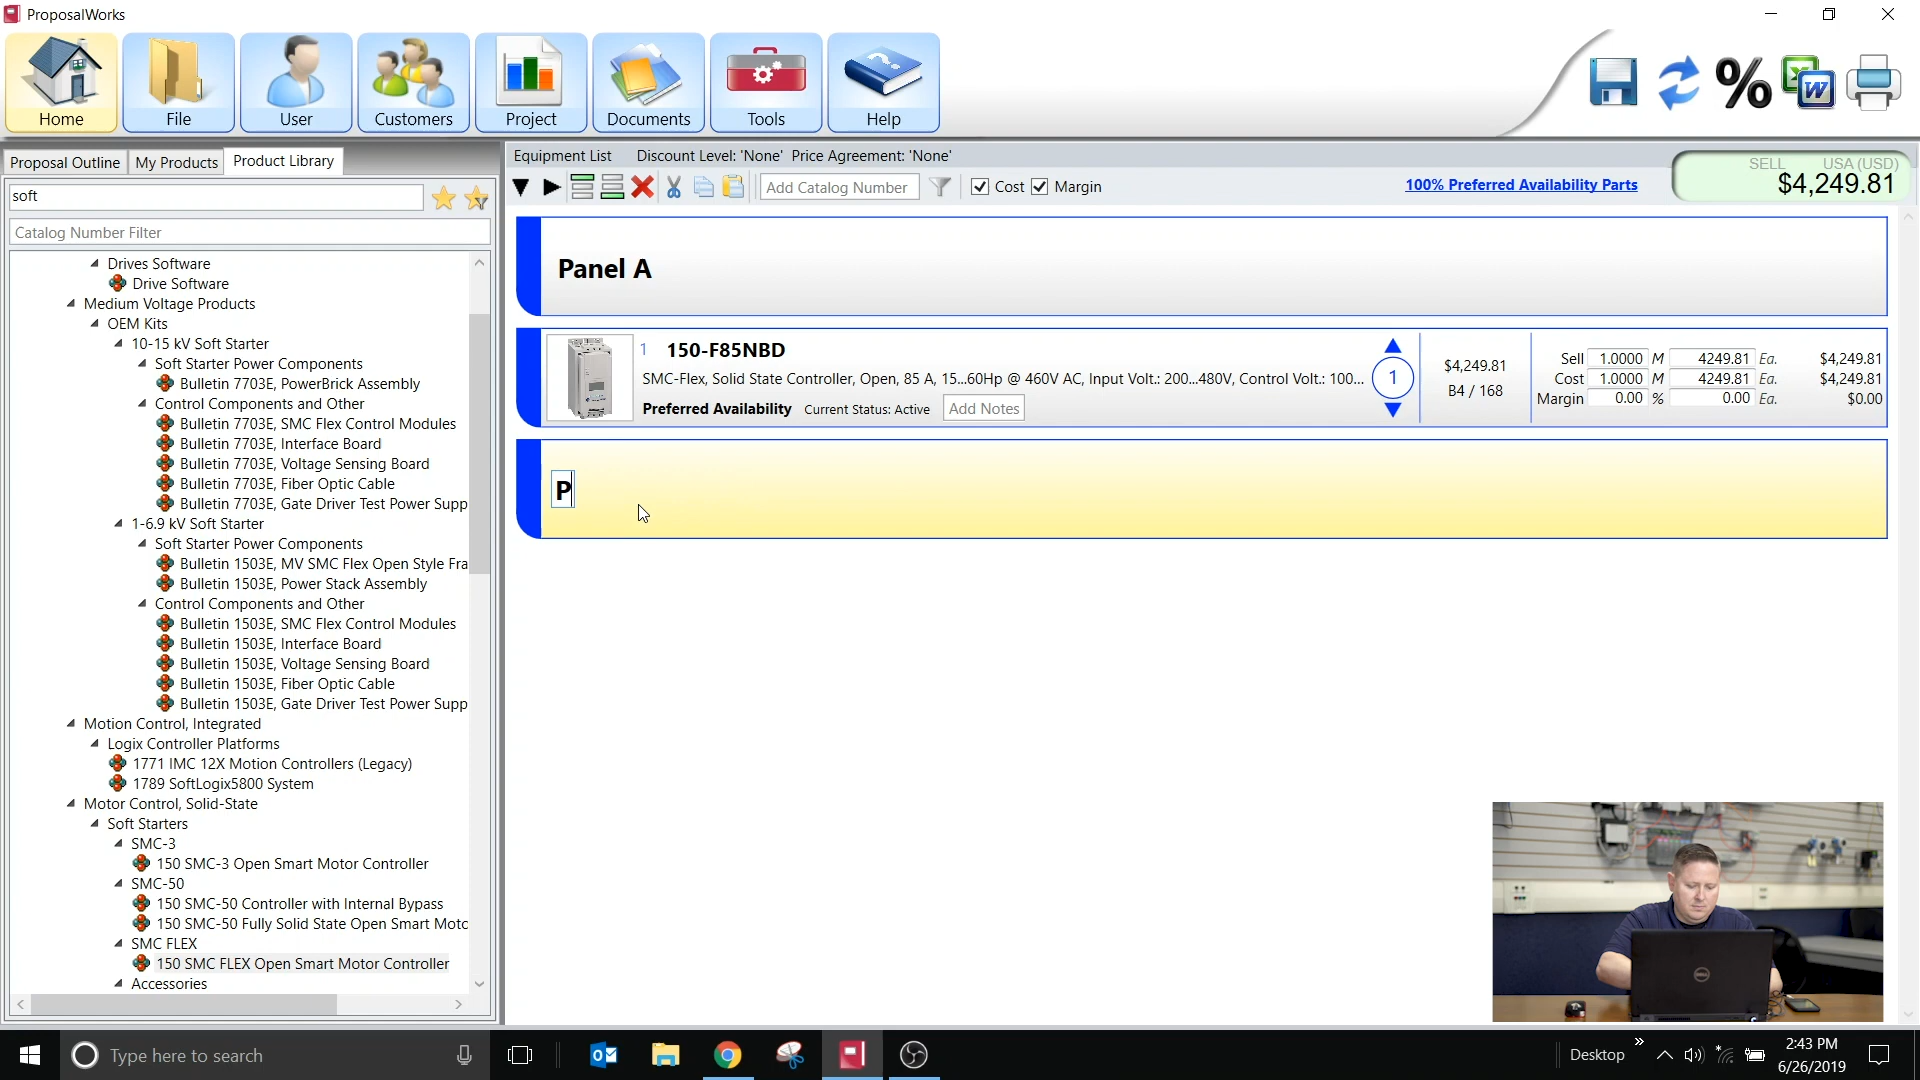 ProposalWorks
Home
File
User
Customers
Project
Documents
Tools
Help
Proposal Outline
My Products
Product Library
soft
Catalog Number Filter
Drives Software
Drive Software
Medium Voltage Products
OEM Kits
10-15 kV Soft Starter
Soft Starter Power Components
Bulletin 7703E, PowerBrick Assembly
Control Components and Other
Bulletin 7703E, SMC Flex Control Modules
Bulletin 7703E, Interface Board
Bulletin 7703E, Voltage Sensing Board
Bulletin 7703E, Fiber Optic Cable
Bulletin 7703E, Gate Driver Test Power Supp
1-6.9 kV Soft Starter
Soft Starter Power Components
Bulletin 1503E, MV SMC Flex Open Style Fra
Bulletin 1503E, Power Stack Assembly
Control Components and Other
Bulletin 1503E, SMC Flex Control Modules
Bulletin 1503E, Interface Board
Bulletin 1503E, Voltage Sensing Board
Bulletin 1503E, Fiber Optic Cable
Bulletin 1503E, Gate Driver Test Power Supp
Motion Control, Integrated
Logix Controller Platforms
1771 IMC 12X Motion Controllers (Legacy)
1789 SoftLogix5800 System
Motor Control, Solid-State
Soft Starters
SMC-3
150 SMC-3 Open Smart Motor Controller
SMC-50
150 SMC-50 Controller with Internal Bypass
150 SMC-50 Fully Solid State Open Smart Motc
SMC FLEX
150 SMC FLEX Open Smart Motor Controller
Accessories
Equipment List Discount Level: 'None' Price Agreement: 'None'
Add Catalog Number
Cost
Margin
100% Preferred Availability Parts
SELL USA (USD)
$4,249.81
Panel A
1 150-F85NBD
SMC-Flex, Solid State Controller, Open, 85 A, 15...60Hp @ 460V AC, Input Volt.: 200...480V, Control Volt.: 100...
Preferred Availability Current Status: Active Add Notes
1
$4,249.81
B4 / 168
Sell 1.0000 M 4249.81 Ea. $4,249.81
Cost 1.0000 M 4249.81 Ea. $4,249.81
Margin 0.00 % 0.00 Ea. $0.00
P
Type here to search
Desktop
2:43 PM
6/26/2019